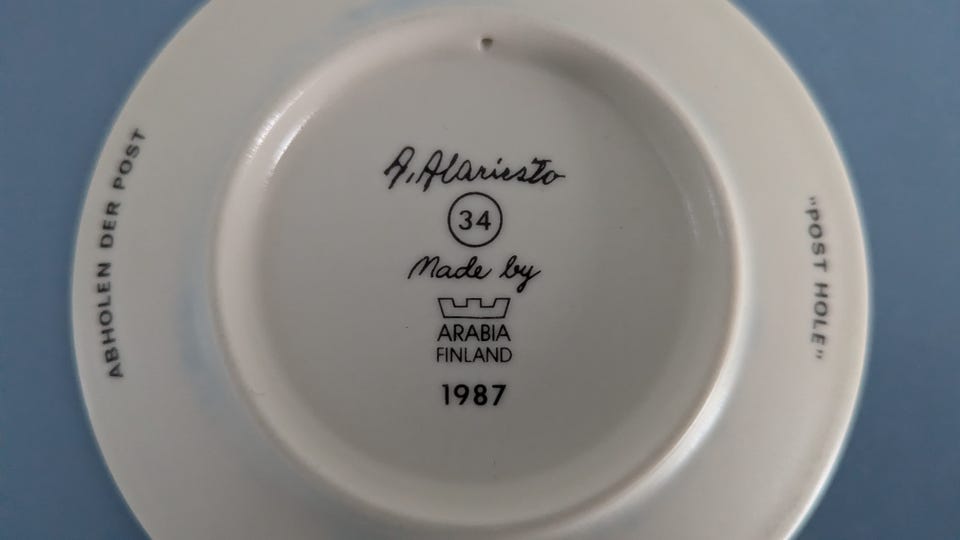 A. Alariesto
34
Made by
ARABIA
FINLAND
1987
ABHOLEN DER POST
"POST HOLE"